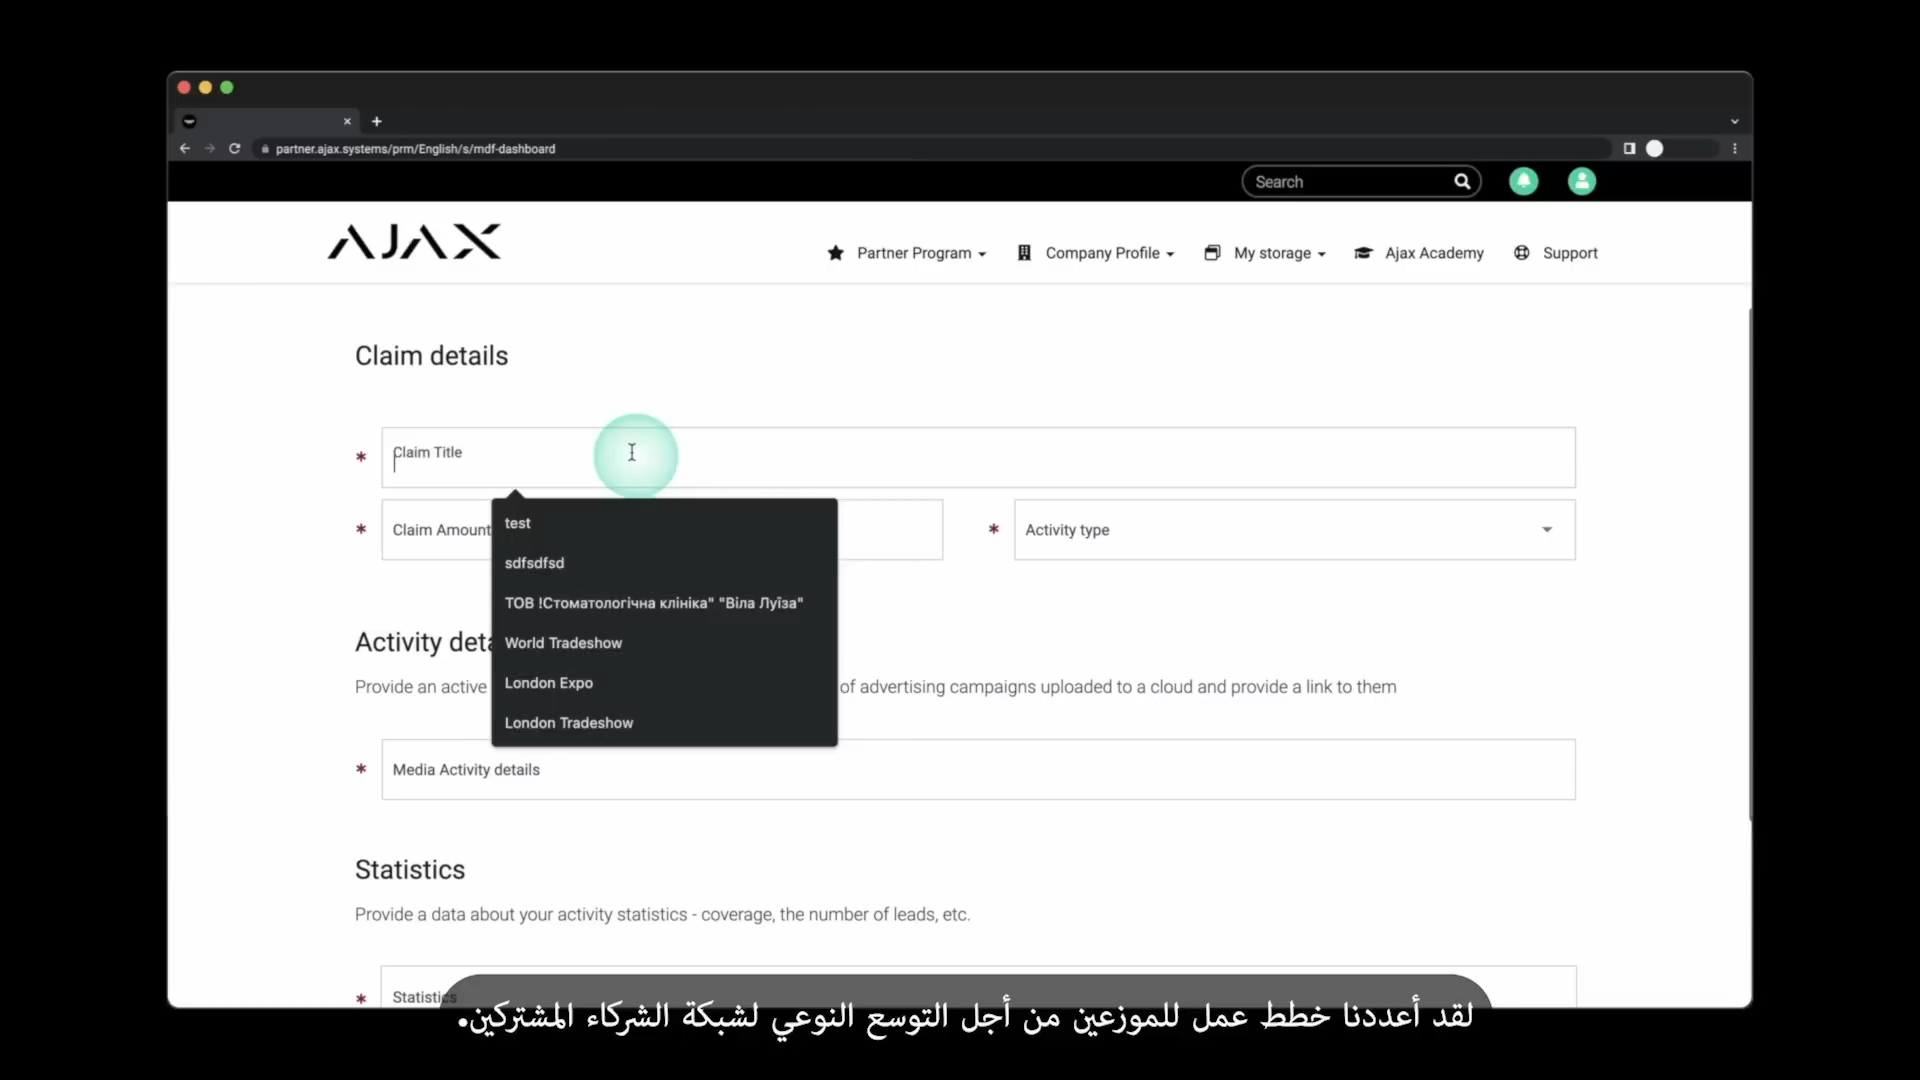 partner.ajax.systems/prm/English/s/mdf-dashboard
Search
AJAX
Partner Program
Company Profile
My storage
Ajax Academy
Support
Claim details
* Claim Title
* Claim Amount
* Activity type
test
sdfsdfsd
ТОВ !Стоматологічна клініка" "Віла Луїза"
World Tradeshow
London Expo
London Tradeshow
Activity deta
Provide an active of advertising campaigns uploaded to a cloud and provide a link to them
* Media Activity details
Statistics
Provide a data about your activity statistics - coverage, the number of leads, etc.
* Statistics
لقد أعددنا خطط عمل للموزعين من أجل التوسع النوعي لشبكة الشركاء المشتركين.